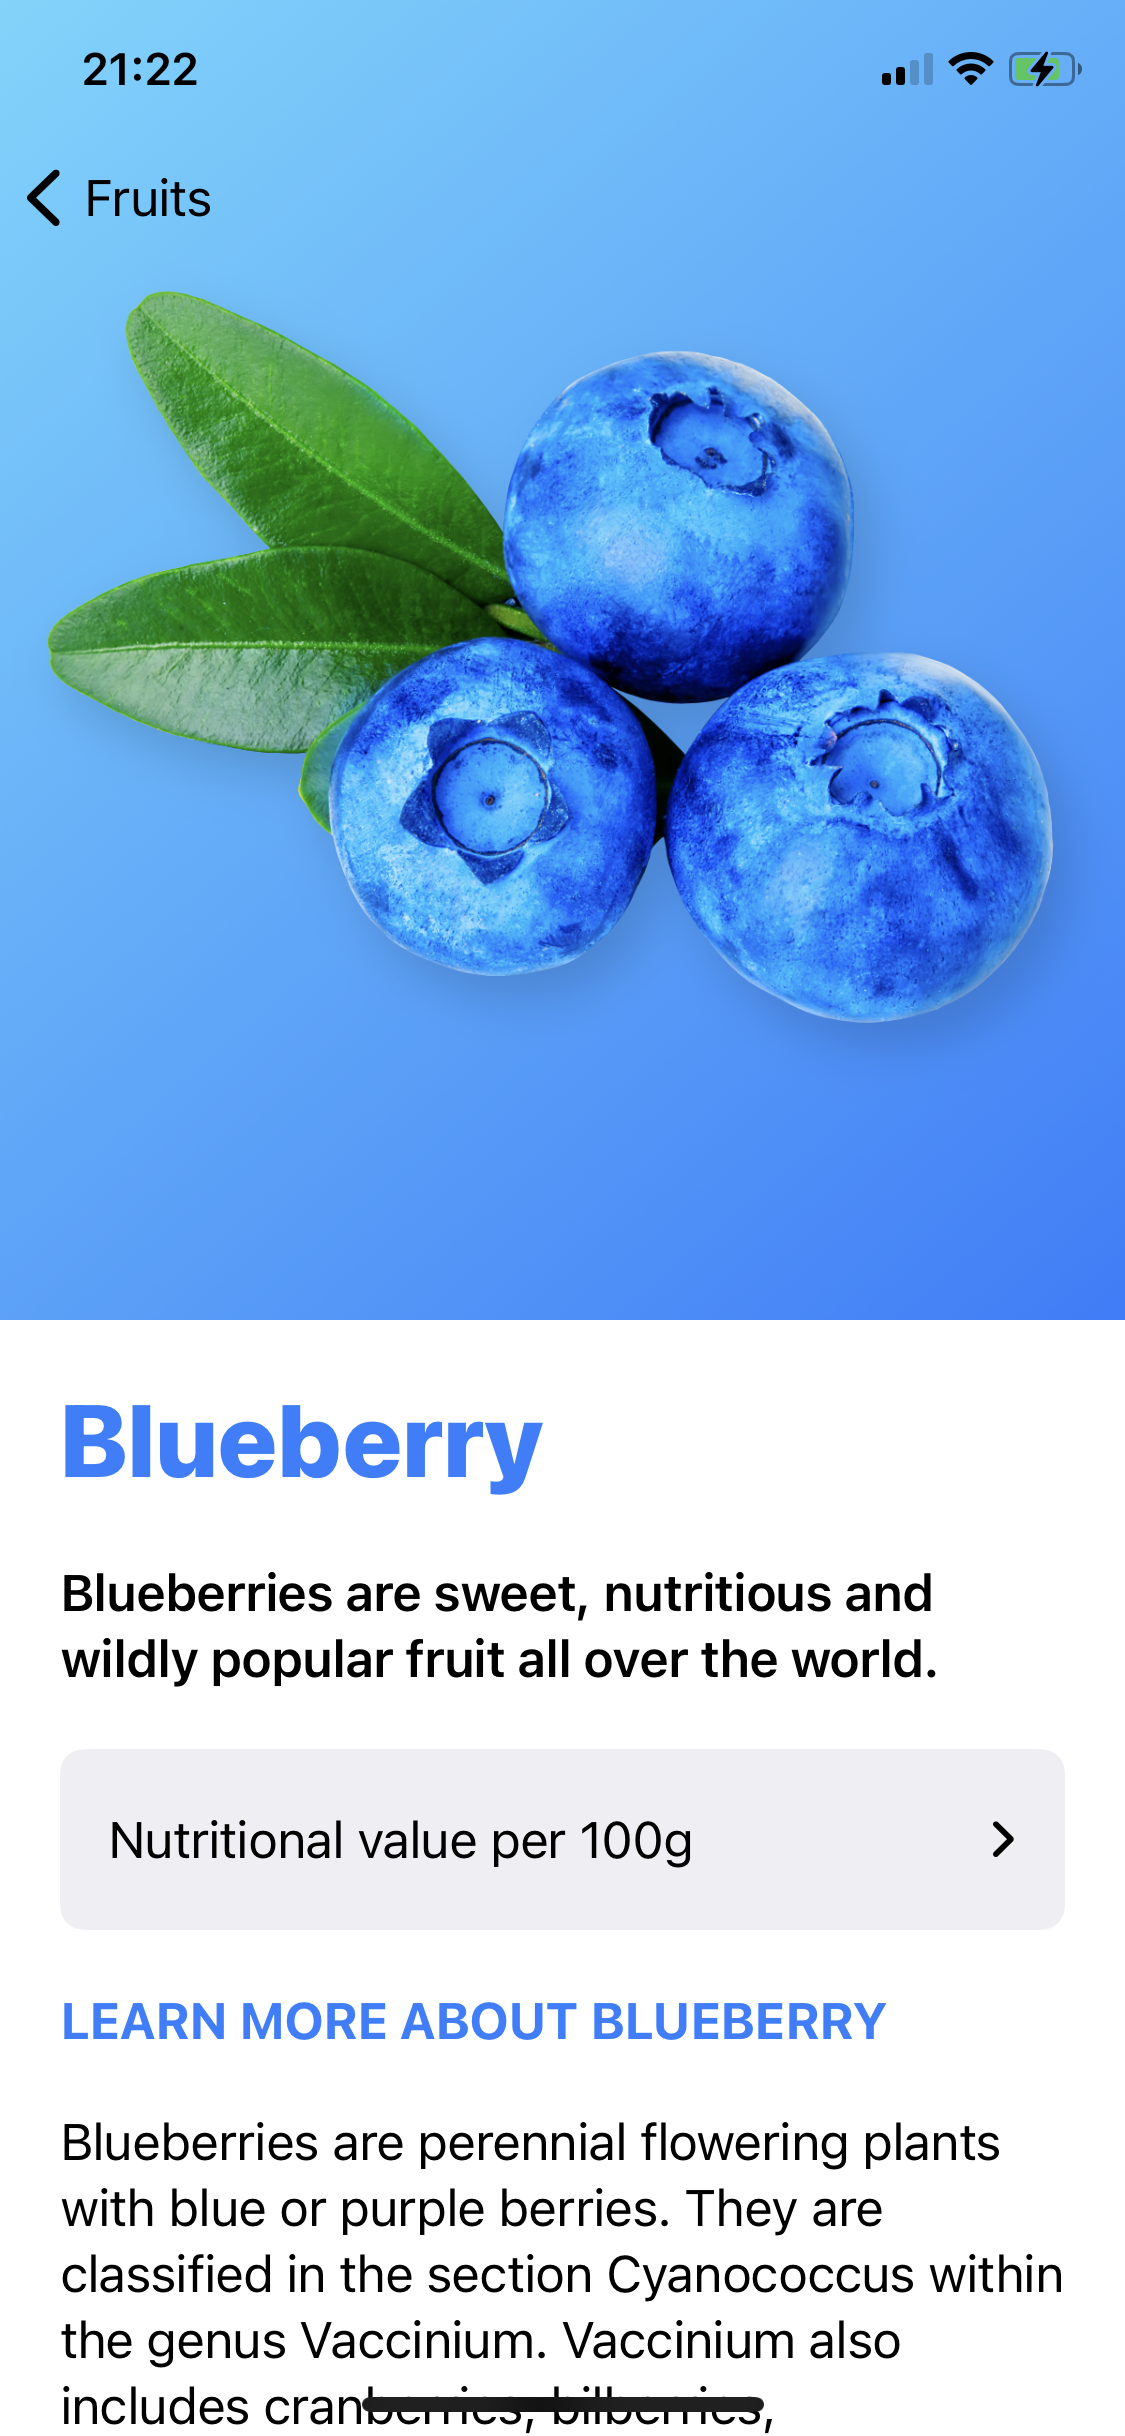 21:22
Fruits
Blueberry
Blueberries are sweet, nutritious and
wildly popular fruit all over the world.
Nutritional value per 100g
LEARN MORE ABOUT BLUEBERRY
Blueberries are perennial flowering plants
with blue or purple berries. They are
classified in the section Cyanococcus within
the genus Vaccinium. Vaccinium also
includes cranberries, bilberries,